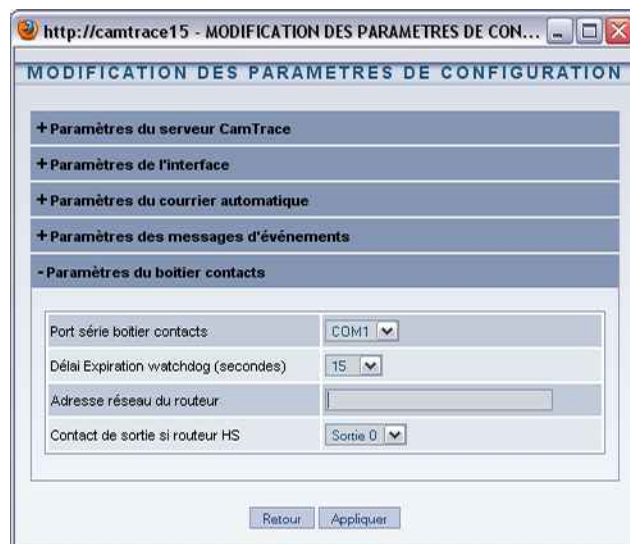 http://camtrace15 - MODIFICATION DES PARAMETRES DE CON...
MODIFICATION DES PARAMETRES DE CONFIGURATION
+Paramètres du serveur CamTrace
+Paramètres de l'interface
+Paramètres du courrier automatique
+Paramètres des messages d'événements
-Paramètres du boitier contacts
Port série boitier contacts COM1
Délai Expiration watchdog (secondes) 15
Adresse réseau du routeur
Contact de sortie si routeur HS Sortie 0
Retour Appliquer